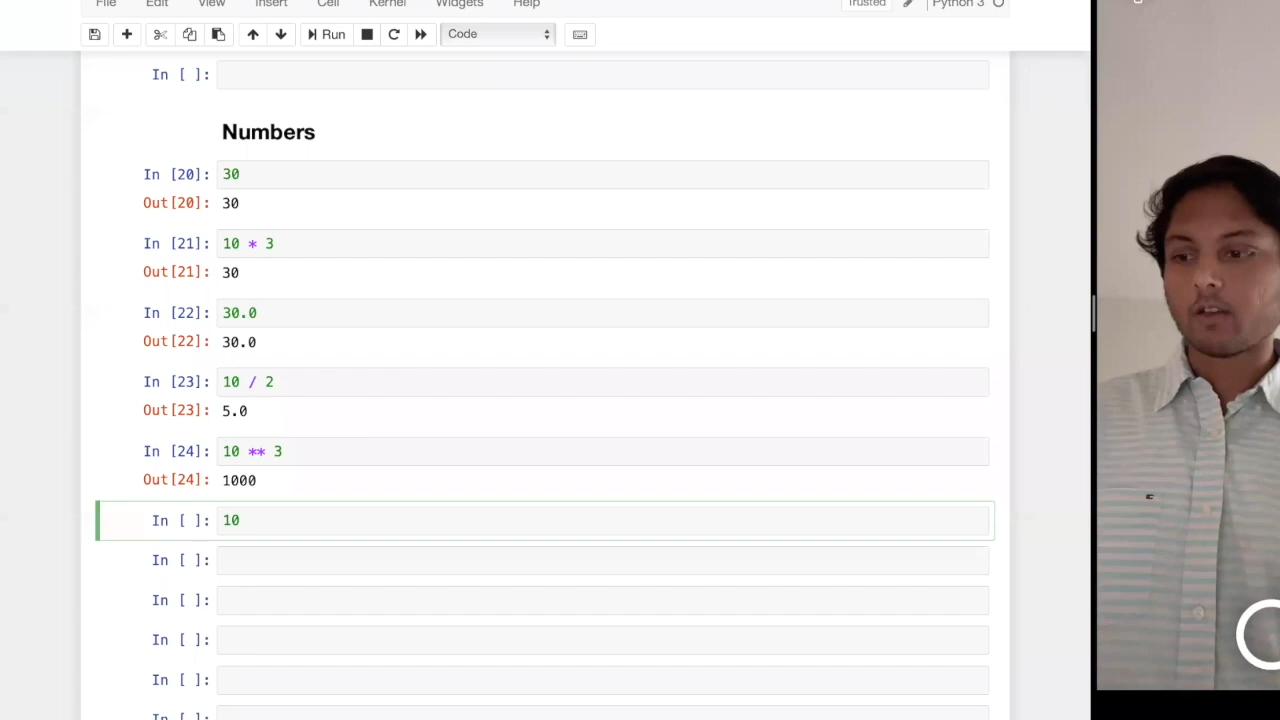 File Edit View Insert Cell Kernel Widgets Help Trusted Python 3
Run Code
In [ ]:
Numbers
In [20]: 30
Out[20]: 30
In [21]: 10 * 3
Out[21]: 30
In [22]: 30.0
Out[22]: 30.0
In [23]: 10 / 2
Out[23]: 5.0
In [24]: 10 ** 3
Out[24]: 1000
In [ ]: 10
In [ ]:
In [ ]:
In [ ]:
In [ ]:
In [ ]: